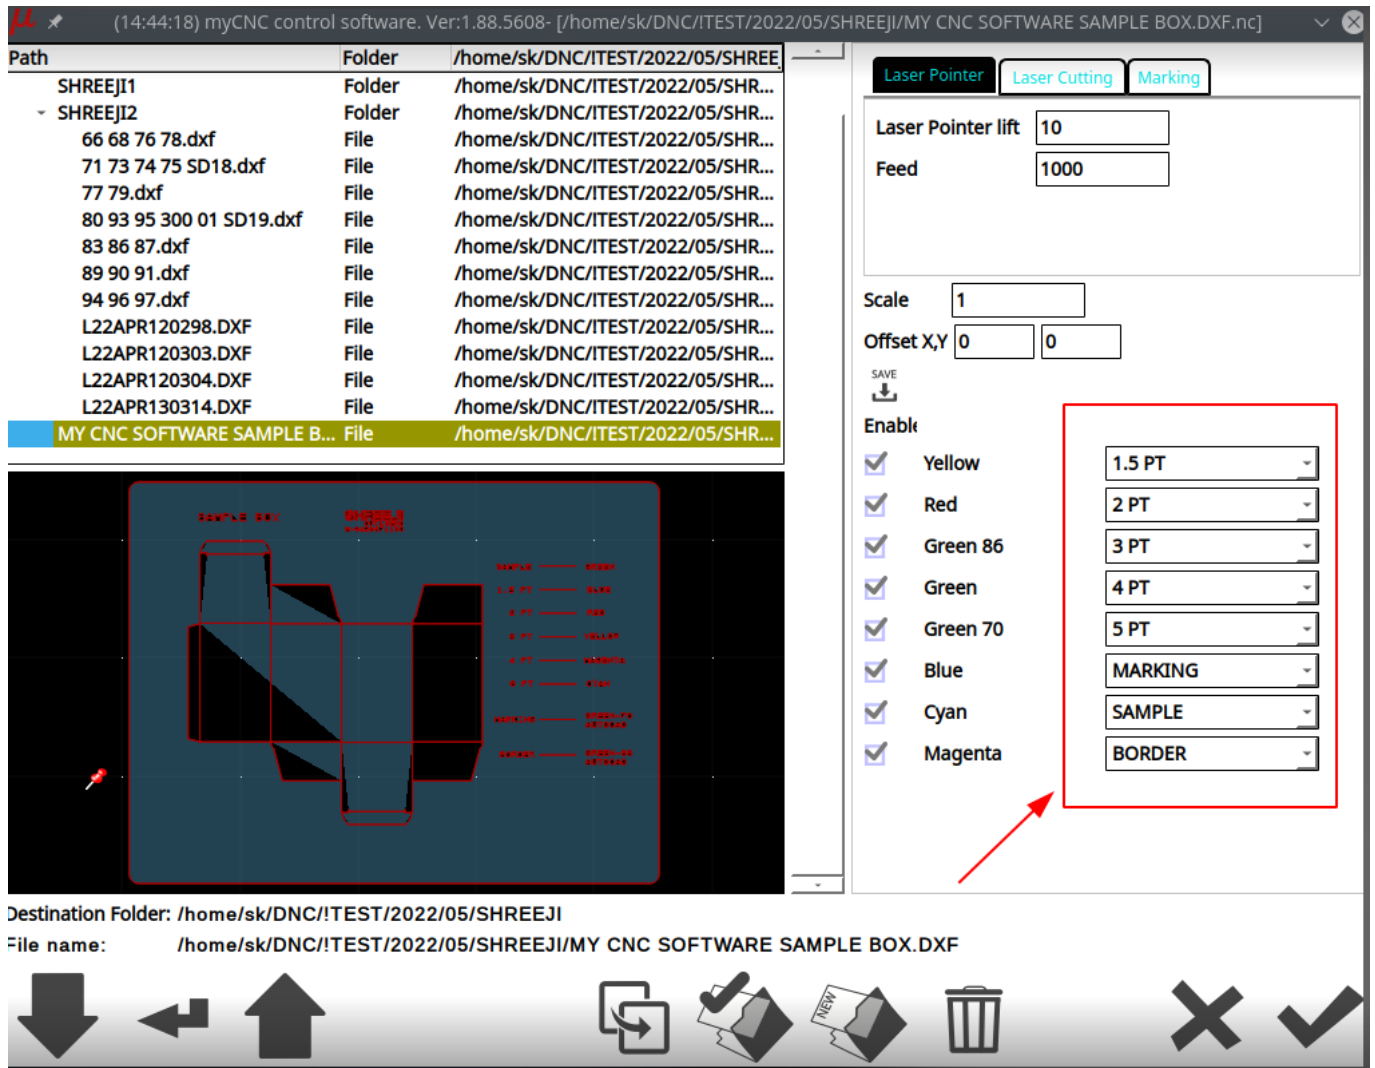 (14:44:18) myCNC control software. Ver:1.88.5608- [/home/sk/DNC/!TEST/2022/05/SHREEJI/MY CNC SOFTWARE SAMPLE BOX.DXF.nc]
Path Folder /home/sk/DNC/!TEST/2022/05/SHREE
SHREEJI1 Folder /home/sk/DNC/!TEST/2022/05/SHR...
SHREEJI2 Folder /home/sk/DNC/!TEST/2022/05/SHR...
66 68 76 78.dxf File /home/sk/DNC/!TEST/2022/05/SHR...
71 73 74 75 SD18.dxf File /home/sk/DNC/!TEST/2022/05/SHR...
77 79.dxf File /home/sk/DNC/!TEST/2022/05/SHR...
80 93 95 300 01 SD19.dxf File /home/sk/DNC/!TEST/2022/05/SHR...
83 86 87.dxf File /home/sk/DNC/!TEST/2022/05/SHR...
89 90 91.dxf File /home/sk/DNC/!TEST/2022/05/SHR...
94 96 97.dxf File /home/sk/DNC/!TEST/2022/05/SHR...
L22APR120298.DXF File /home/sk/DNC/!TEST/2022/05/SHR...
L22APR120303.DXF File /home/sk/DNC/!TEST/2022/05/SHR...
L22APR120304.DXF File /home/sk/DNC/!TEST/2022/05/SHR...
L22APR130314.DXF File /home/sk/DNC/!TEST/2022/05/SHR...
MY CNC SOFTWARE SAMPLE B... File /home/sk/DNC/!TEST/2022/05/SHR...
SAMPLE BOX
SHREEJI
Laser Pointer Laser Cutting Marking
Laser Pointer lift 10
Feed 1000
Scale 1
Offset X,Y 0 0
SAVE
Enable
Yellow 1.5 PT
Red 2 PT
Green 86 3 PT
Green 4 PT
Green 70 5 PT
Blue MARKING
Cyan SAMPLE
Magenta BORDER
Destination Folder: /home/sk/DNC/!TEST/2022/05/SHREEJI
File name: /home/sk/DNC/!TEST/2022/05/SHREEJI/MY CNC SOFTWARE SAMPLE BOX.DXF
NEW